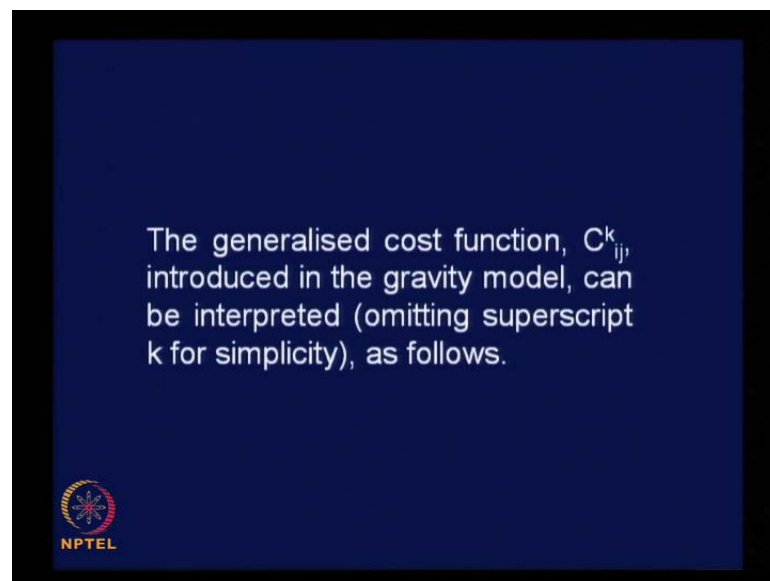 The generalised cost function, C^k_ij,
introduced in the gravity model, can
be interpreted (omitting superscript
k for simplicity), as follows.
NPTEL